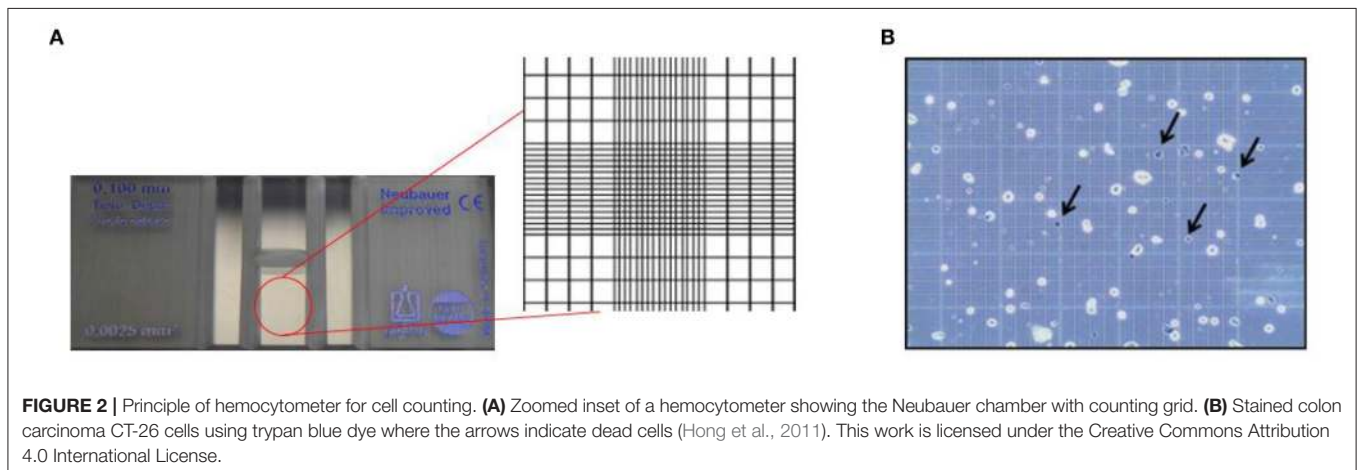 A
B
0.100 mm
Neubauer
improved CE
0.0025 mm²
FIGURE 2 | Principle of hemocytometer for cell counting. (A) Zoomed inset of a hemocytometer showing the Neubauer chamber with counting grid. (B) Stained colon
carcinoma CT-26 cells using trypan blue dye where the arrows indicate dead cells (Hong et al., 2011). This work is licensed under the Creative Commons Attribution
4.0 International License.